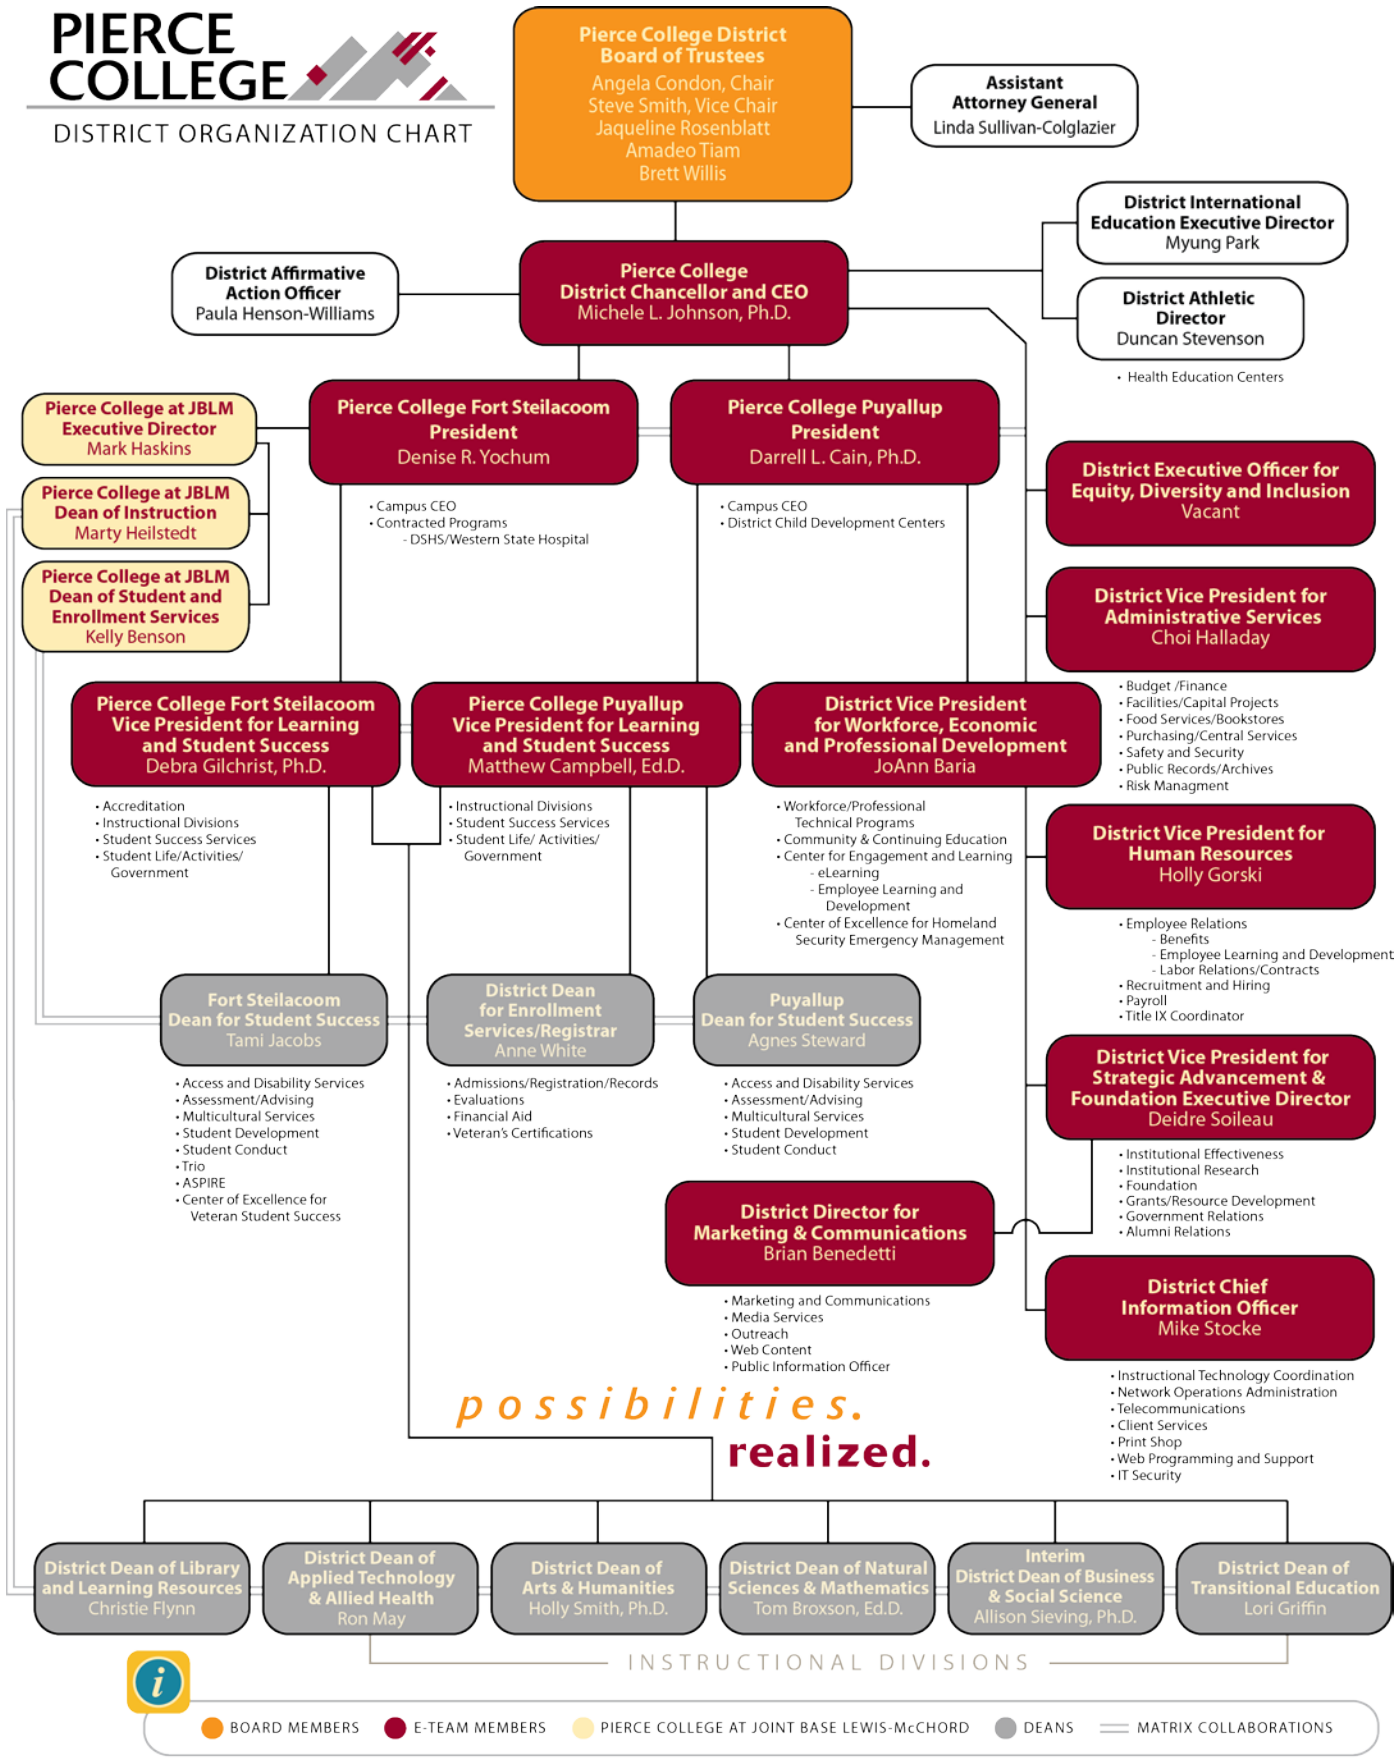 PIERCE
COLLEGE
DISTRICT ORGANIZATION CHART
Pierce College District
Board of Trustees
Angela Condon, Chair
Steve Smith, Vice Chair
Jaqueline Rosenblatt
Amadeo Tiam
Brett Willis
Assistant
Attorney General
Linda Sullivan-Colglazier
District International
Education Executive Director
Myung Park
District Athletic
Director
Duncan Stevenson
• Health Education Centers
District Affirmative
Action Officer
Paula Henson-Williams
Pierce College
District Chancellor and CEO
Michele L. Johnson, Ph.D.
Pierce College at JBLM
Executive Director
Mark Haskins
Pierce College at JBLM
Dean of Instruction
Marty Heilstedt
Pierce College at JBLM
Dean of Student and
Enrollment Services
Kelly Benson
Pierce College Fort Steilacoom
President
Denise R. Yochum
• Campus CEO
• Contracted Programs
- DSHS/Western State Hospital
Pierce College Puyallup
President
Darrell L. Cain, Ph.D.
• Campus CEO
• District Child Development Centers
District Executive Officer for
Equity, Diversity and Inclusion
Vacant
District Vice President for
Administrative Services
Choi Halladay
• Budget /Finance
• Facilities/Capital Projects
• Food Services/Bookstores
• Purchasing/Central Services
• Safety and Security
• Public Records/Archives
• Risk Managment
Pierce College Fort Steilacoom
Vice President for Learning
and Student Success
Debra Gilchrist, Ph.D.
• Accreditation
• Instructional Divisions
• Student Success Services
• Student Life/Activities/
Government
Pierce College Puyallup
Vice President for Learning
and Student Success
Matthew Campbell, Ed.D.
• Instructional Divisions
• Student Success Services
• Student Life/ Activities/
Government
District Vice President
for Workforce, Economic
and Professional Development
JoAnn Baria
• Workforce/Professional
Technical Programs
• Community & Continuing Education
• Center for Engagement and Learning
- eLearning
- Employee Learning and
Development
• Center of Excellence for Homeland
Security Emergency Management
District Vice President for
Human Resources
Holly Gorski
• Employee Relations
- Benefits
- Employee Learning and Development
- Labor Relations/Contracts
• Recruitment and Hiring
• Payroll
• Title IX Coordinator
Fort Steilacoom
Dean for Student Success
Tami Jacobs
• Access and Disability Services
• Assessment/Advising
• Multicultural Services
• Student Development
• Student Conduct
• Trio
• ASPIRE
• Center of Excellence for
Veteran Student Success
District Dean
for Enrollment
Services/Registrar
Anne White
• Admissions/Registration/Records
• Evaluations
• Financial Aid
• Veteran's Certifications
Puyallup
Dean for Student Success
Agnes Steward
• Access and Disability Services
• Assessment/Advising
• Multicultural Services
• Student Development
• Student Conduct
District Vice President for
Strategic Advancement &
Foundation Executive Director
Deidre Soileau
• Institutional Effectiveness
• Institutional Research
• Foundation
• Grants/Resource Development
• Government Relations
• Alumni Relations
District Director for
Marketing & Communications
Brian Benedetti
• Marketing and Communications
• Media Services
• Outreach
• Web Content
• Public Information Officer
District Chief
Information Officer
Mike Stocke
• Instructional Technology Coordination
• Network Operations Administration
• Telecommunications
• Client Services
• Print Shop
• Web Programming and Support
• IT Security
possibilities.
realized.
District Dean of Library
and Learning Resources
Christie Flynn
District Dean of
Applied Technology
& Allied Health
Ron May
District Dean of
Arts & Humanities
Holly Smith, Ph.D.
District Dean of Natural
Sciences & Mathematics
Tom Broxson, Ed.D.
Interim
District Dean of Business
& Social Science
Allison Sieving, Ph.D.
District Dean of
Transitional Education
Lori Griffin
INSTRUCTIONAL DIVISIONS
i
BOARD MEMBERS
E-TEAM MEMBERS
PIERCE COLLEGE AT JOINT BASE LEWIS-McCHORD
DEANS
MATRIX COLLABORATIONS